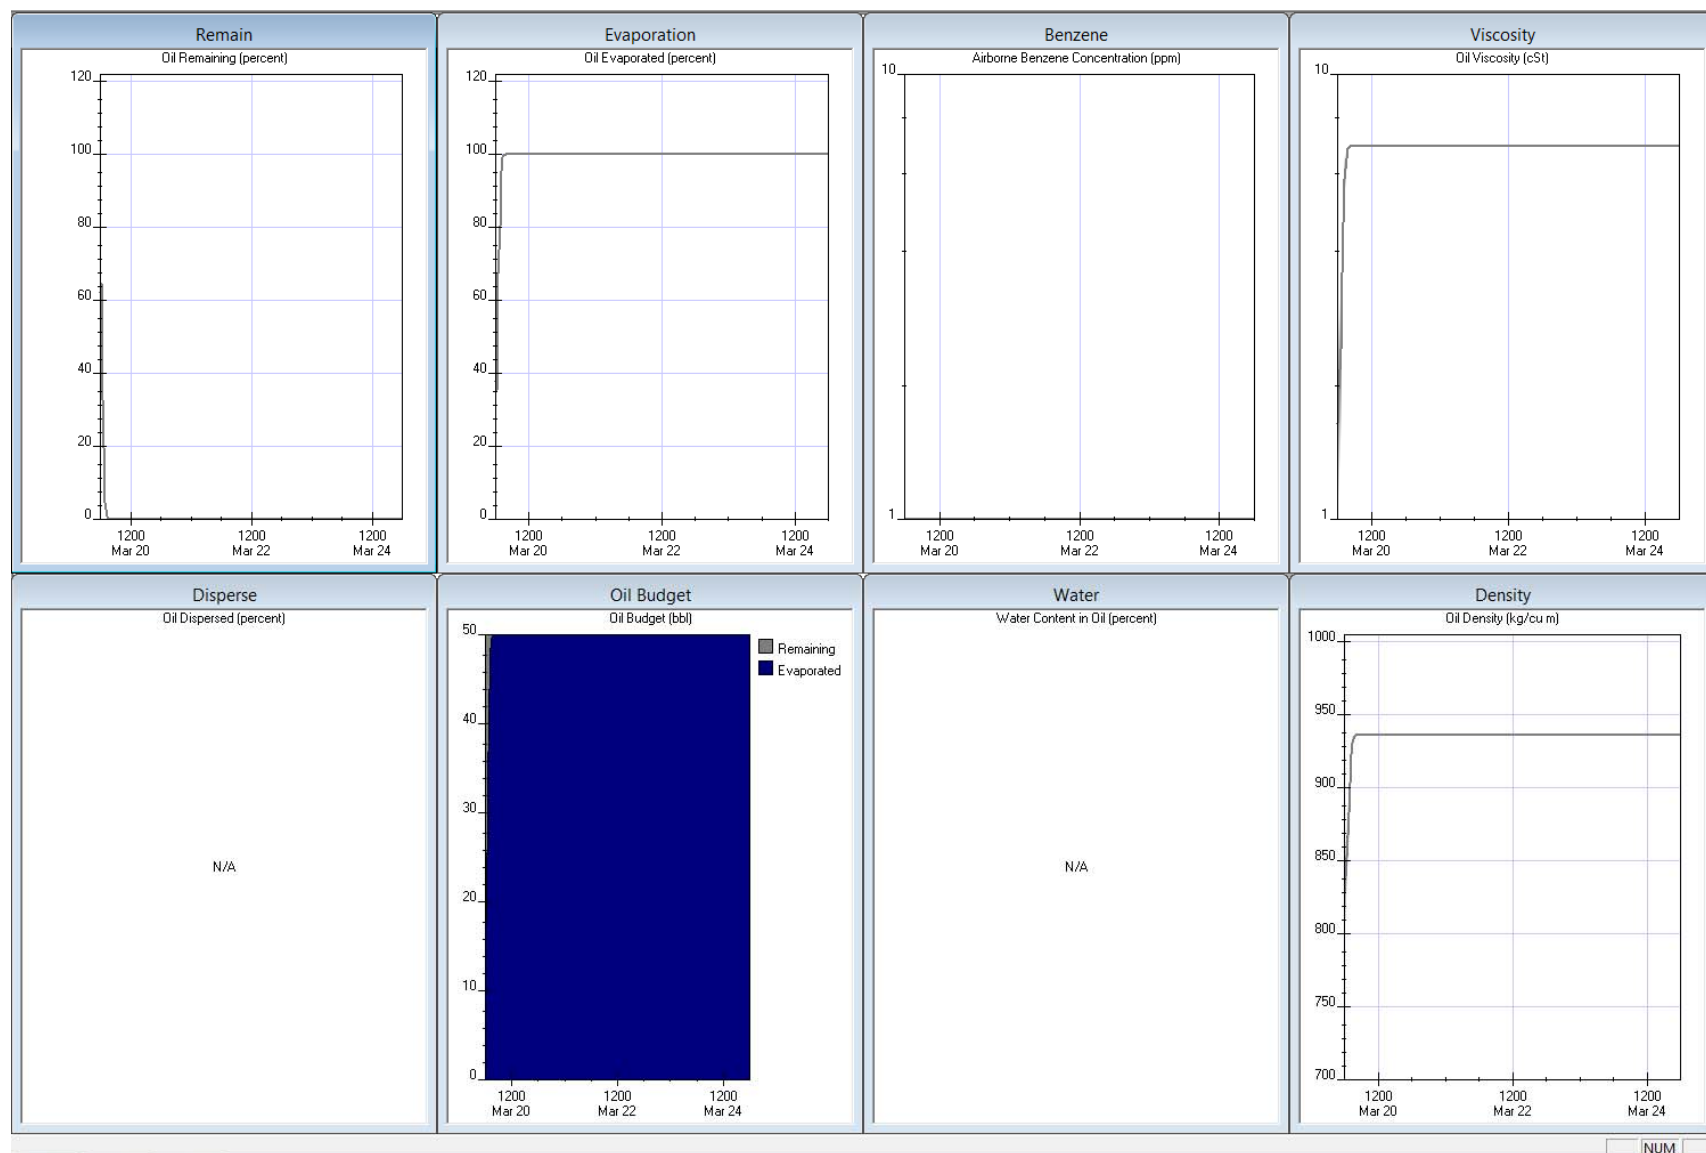 Remain
Oil Remaining (percent)
120
100
80
60
40
20
0
1200 1200 1200
Mar 20 Mar 22 Mar 24
Evaporation
Oil Evaporated (percent)
120
100
80
60
40
20
0
1200 1200 1200
Mar 20 Mar 22 Mar 24
Benzene
Airborne Benzene Concentration (ppm)
10
1
1200 1200 1200
Mar 20 Mar 22 Mar 24
Viscosity
Oil Viscosity (cSt)
10
1
1200 1200 1200
Mar 20 Mar 22 Mar 24
Disperse
Oil Dispersed (percent)
N/A
Oil Budget
Oil Budget (bbl)
50
40
30
20
10
0
1200 1200 1200
Mar 20 Mar 22 Mar 24
Remaining
Evaporated
Water
Water Content in Oil (percent)
N/A
Density
Oil Density (kg/cu m)
1000
950
900
850
800
750
700
1200 1200 1200
Mar 20 Mar 22 Mar 24
NUM